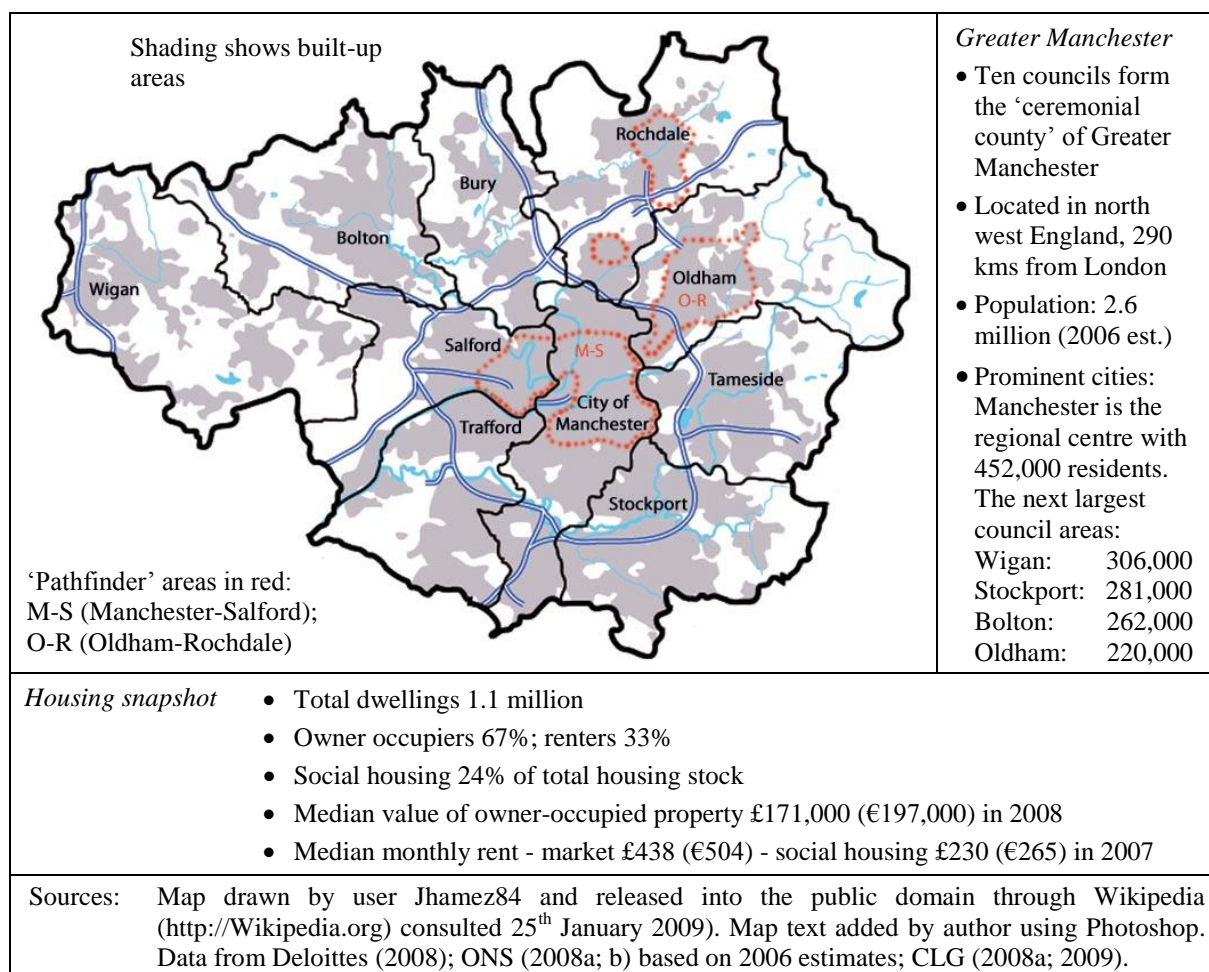 Shading shows built-up
areas
Rochdale
Bury
Bolton
Wigan
Oldham
O-R
Salford
M-S
Tameside
City of
Manchester
Trafford
Stockport
‘Pathfinder’ areas in red:
M-S (Manchester-Salford);
O-R (Oldham-Rochdale)
Greater Manchester
• Ten councils form
the ‘ceremonial
county’ of Greater
Manchester
• Located in north
west England, 290
kms from London
• Population: 2.6
million (2006 est.)
• Prominent cities:
Manchester is the
regional centre with
452,000 residents.
The next largest
council areas:
Wigan: 306,000
Stockport: 281,000
Bolton: 262,000
Oldham: 220,000
Housing snapshot • Total dwellings 1.1 million
• Owner occupiers 67%; renters 33%
• Social housing 24% of total housing stock
• Median value of owner-occupied property £171,000 (€197,000) in 2008
• Median monthly rent - market £438 (€504) - social housing £230 (€265) in 2007
Sources: Map drawn by user Jhamez84 and released into the public domain through Wikipedia
(http://Wikipedia.org) consulted 25th January 2009). Map text added by author using Photoshop.
Data from Deloittes (2008); ONS (2008a; b) based on 2006 estimates; CLG (2008a; 2009).